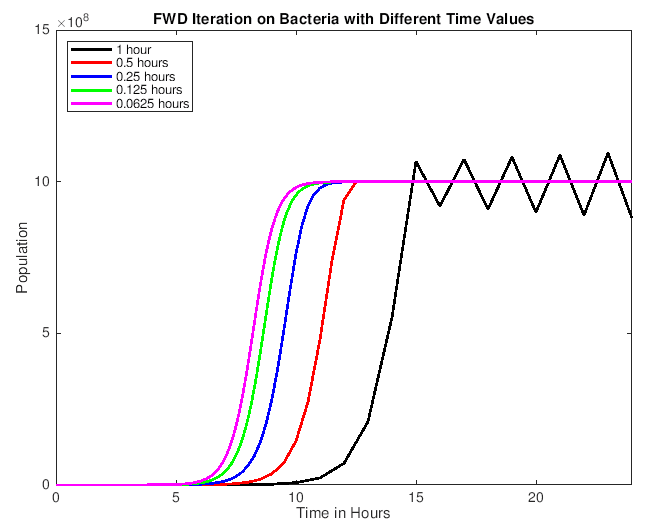 FWD Iteration on Bacteria with Different Time Values
×10^8
15
10
5
0
Population
1 hour
0.5 hours
0.25 hours
0.125 hours
0.0625 hours
0 5 10 15 20
Time in Hours